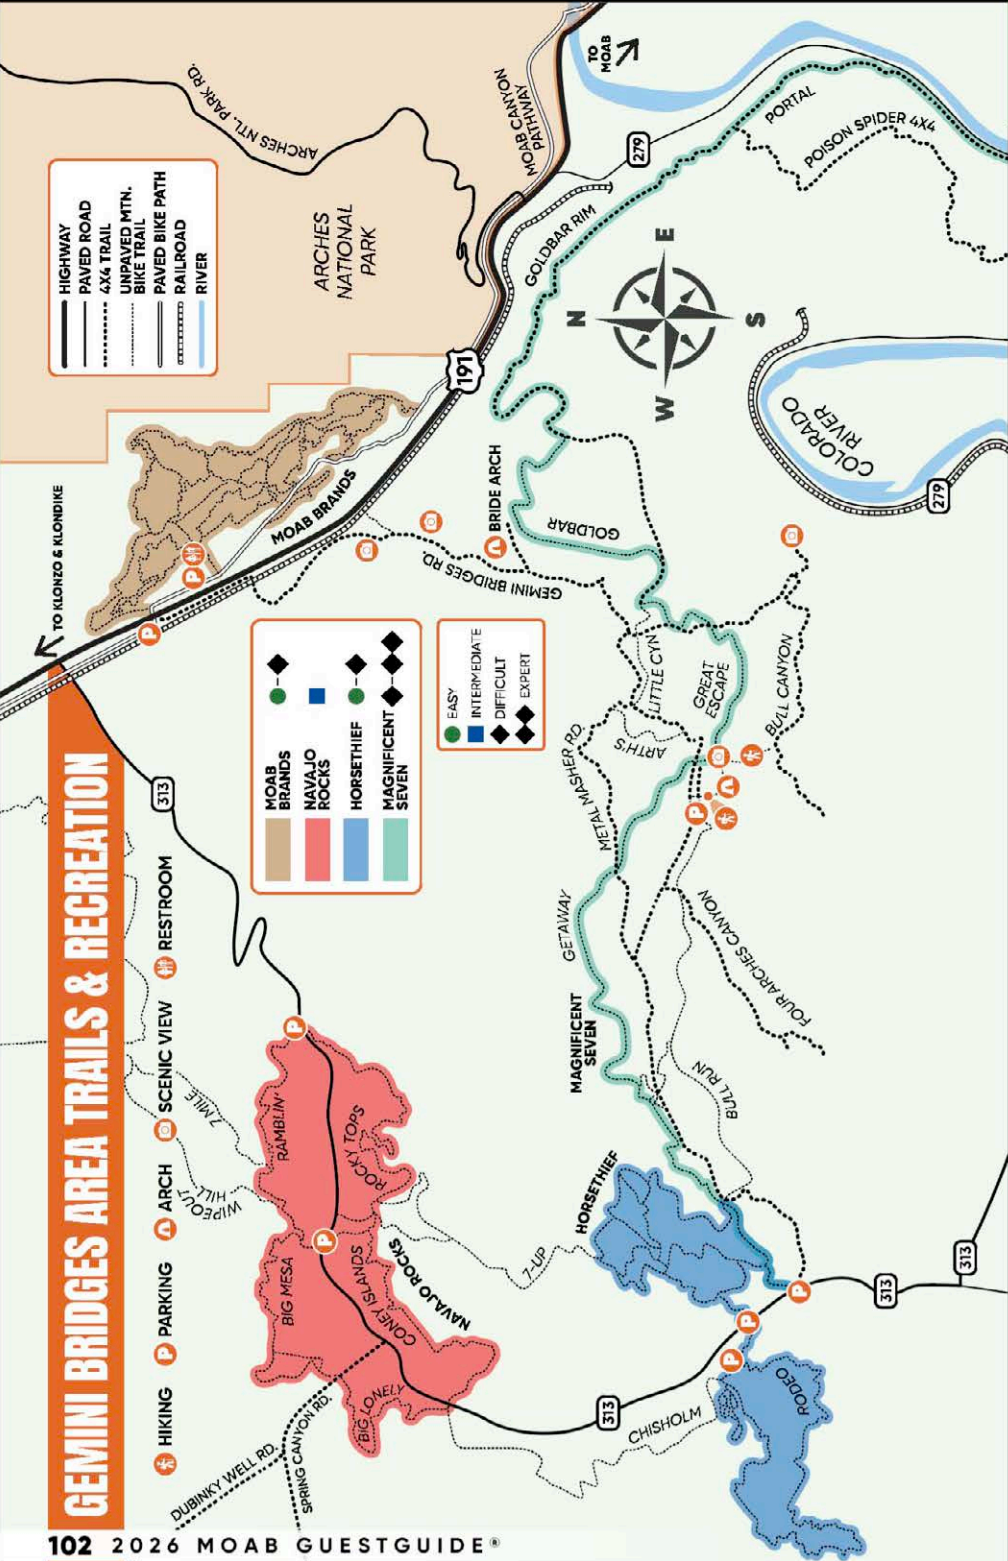 GEMINI BRIDGES AREA TRAILS & RECREATION
HIKING
PARKING
ARCH
SCENIC VIEW
RESTROOM
TO KLONZO & KLONDIKE
HIGHWAY
PAVED ROAD
4X4 TRAIL
UNPAVED MTN.
BIKE TRAIL
PAVED BIKE PATH
RAILROAD
RIVER
ARCHES NTL. PARK RD.
ARCHES
NATIONAL
PARK
MOAB CANYON
PATHWAY
TO
MOAB
279
191
PORTAL
POISON SPIDER 4X4
GOLDBAR RIM
N
E
S
W
COLORADO
RIVER
279
MOAB BRANDS
P
P
BRIDE ARCH
GOLDBAR
GEMINI BRIDGES RD.
MOAB
BRANDS
NAVAJO
ROCKS
HORSETHIEF
MAGNIFICENT
SEVEN
EASY
INTERMEDIATE
DIFFICULT
EXPERT
LITTLE CYN
GREAT
ESCAPE
BULL CANYON
ARTH'S
METAL MASHER RD.
P
GETAWAY
FOUR ARCHES CANYON
MAGNIFICENT
SEVEN
BULL RUN
313
7 MILE
WIPEOUT
HILL
P
RAMBLIN'
ROCKY TOPS
P
BIG MESA
CONEY ISLANDS
NAVAJO ROCKS
BIG LONELY
7-UP
HORSETHIEF
DUBINKY WELL RD.
SPRING CANYON RD.
313
CHISHOLM
P
P
P
RODEO
313
313
102 2026 MOAB GUESTGUIDE®